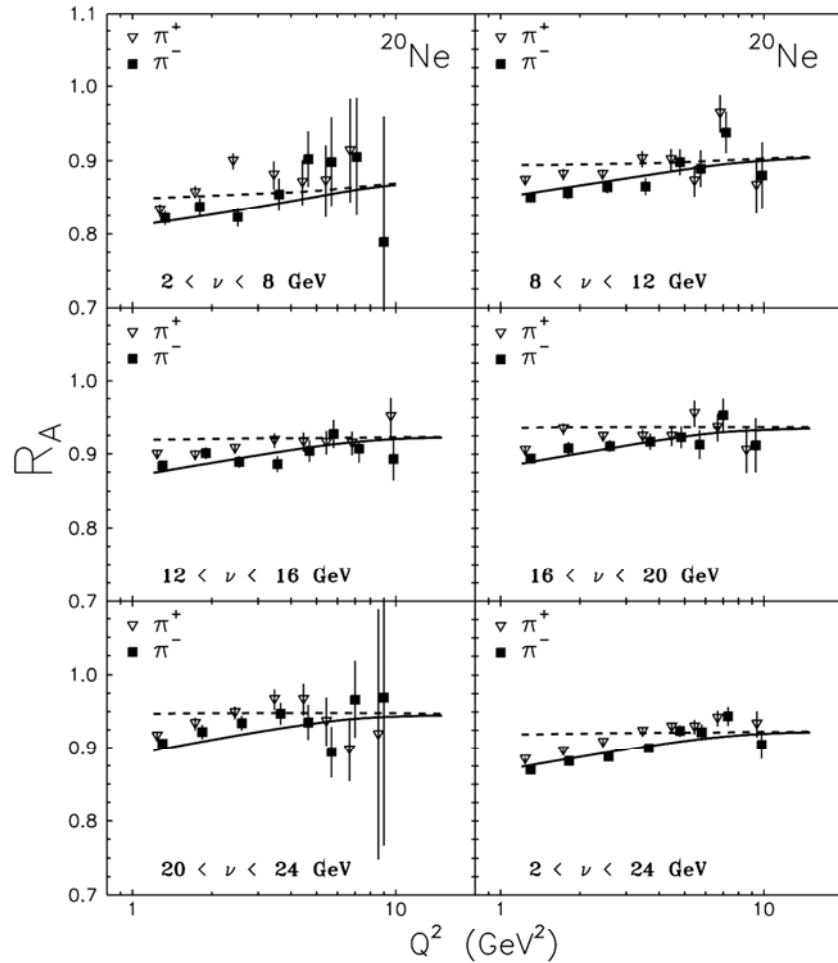 1.1
π+ ²⁰Ne
π−
1.0
0.9
0.8
2 < ν < 8 GeV
0.7
π+ ²⁰Ne
π−
8 < ν < 12 GeV
π+
π−
1.0
0.9
0.8
12 < ν < 16 GeV
0.7
π+
π−
16 < ν < 20 GeV
R_A
π+
π−
1.0
0.9
0.8
20 < ν < 24 GeV
0.7
π+
π−
2 < ν < 24 GeV
1 10 1 10
Q² (GeV²)